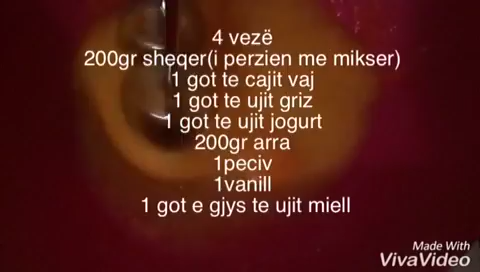 4 vezë
200gr sheqer(i perzien me mikser)
1 got te cajit vaj
1 got te ujit griz
1 got te ujit jogurt
200gr arra
1peciv
1vanill
1 got e gjys te ujit miell
Made With
VivaVideo